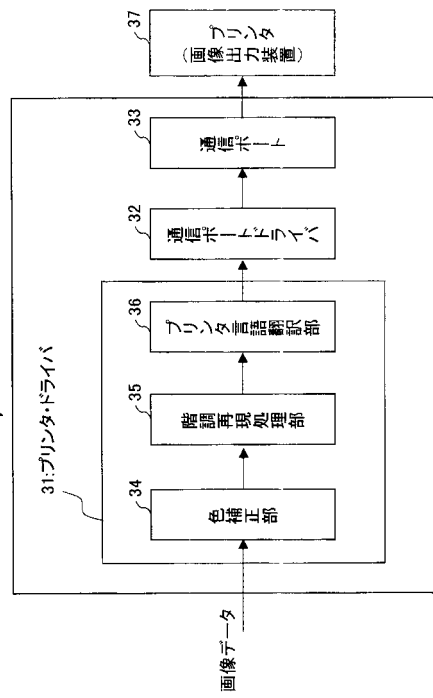 画像データ
31:プリンタ・ドライバ
34
色補正部
35
階調再現処理部
36
プリンタ言語翻訳部
32
通信ポートドライバ
33
通信ポート
37
プリンタ
(画像出力装置)